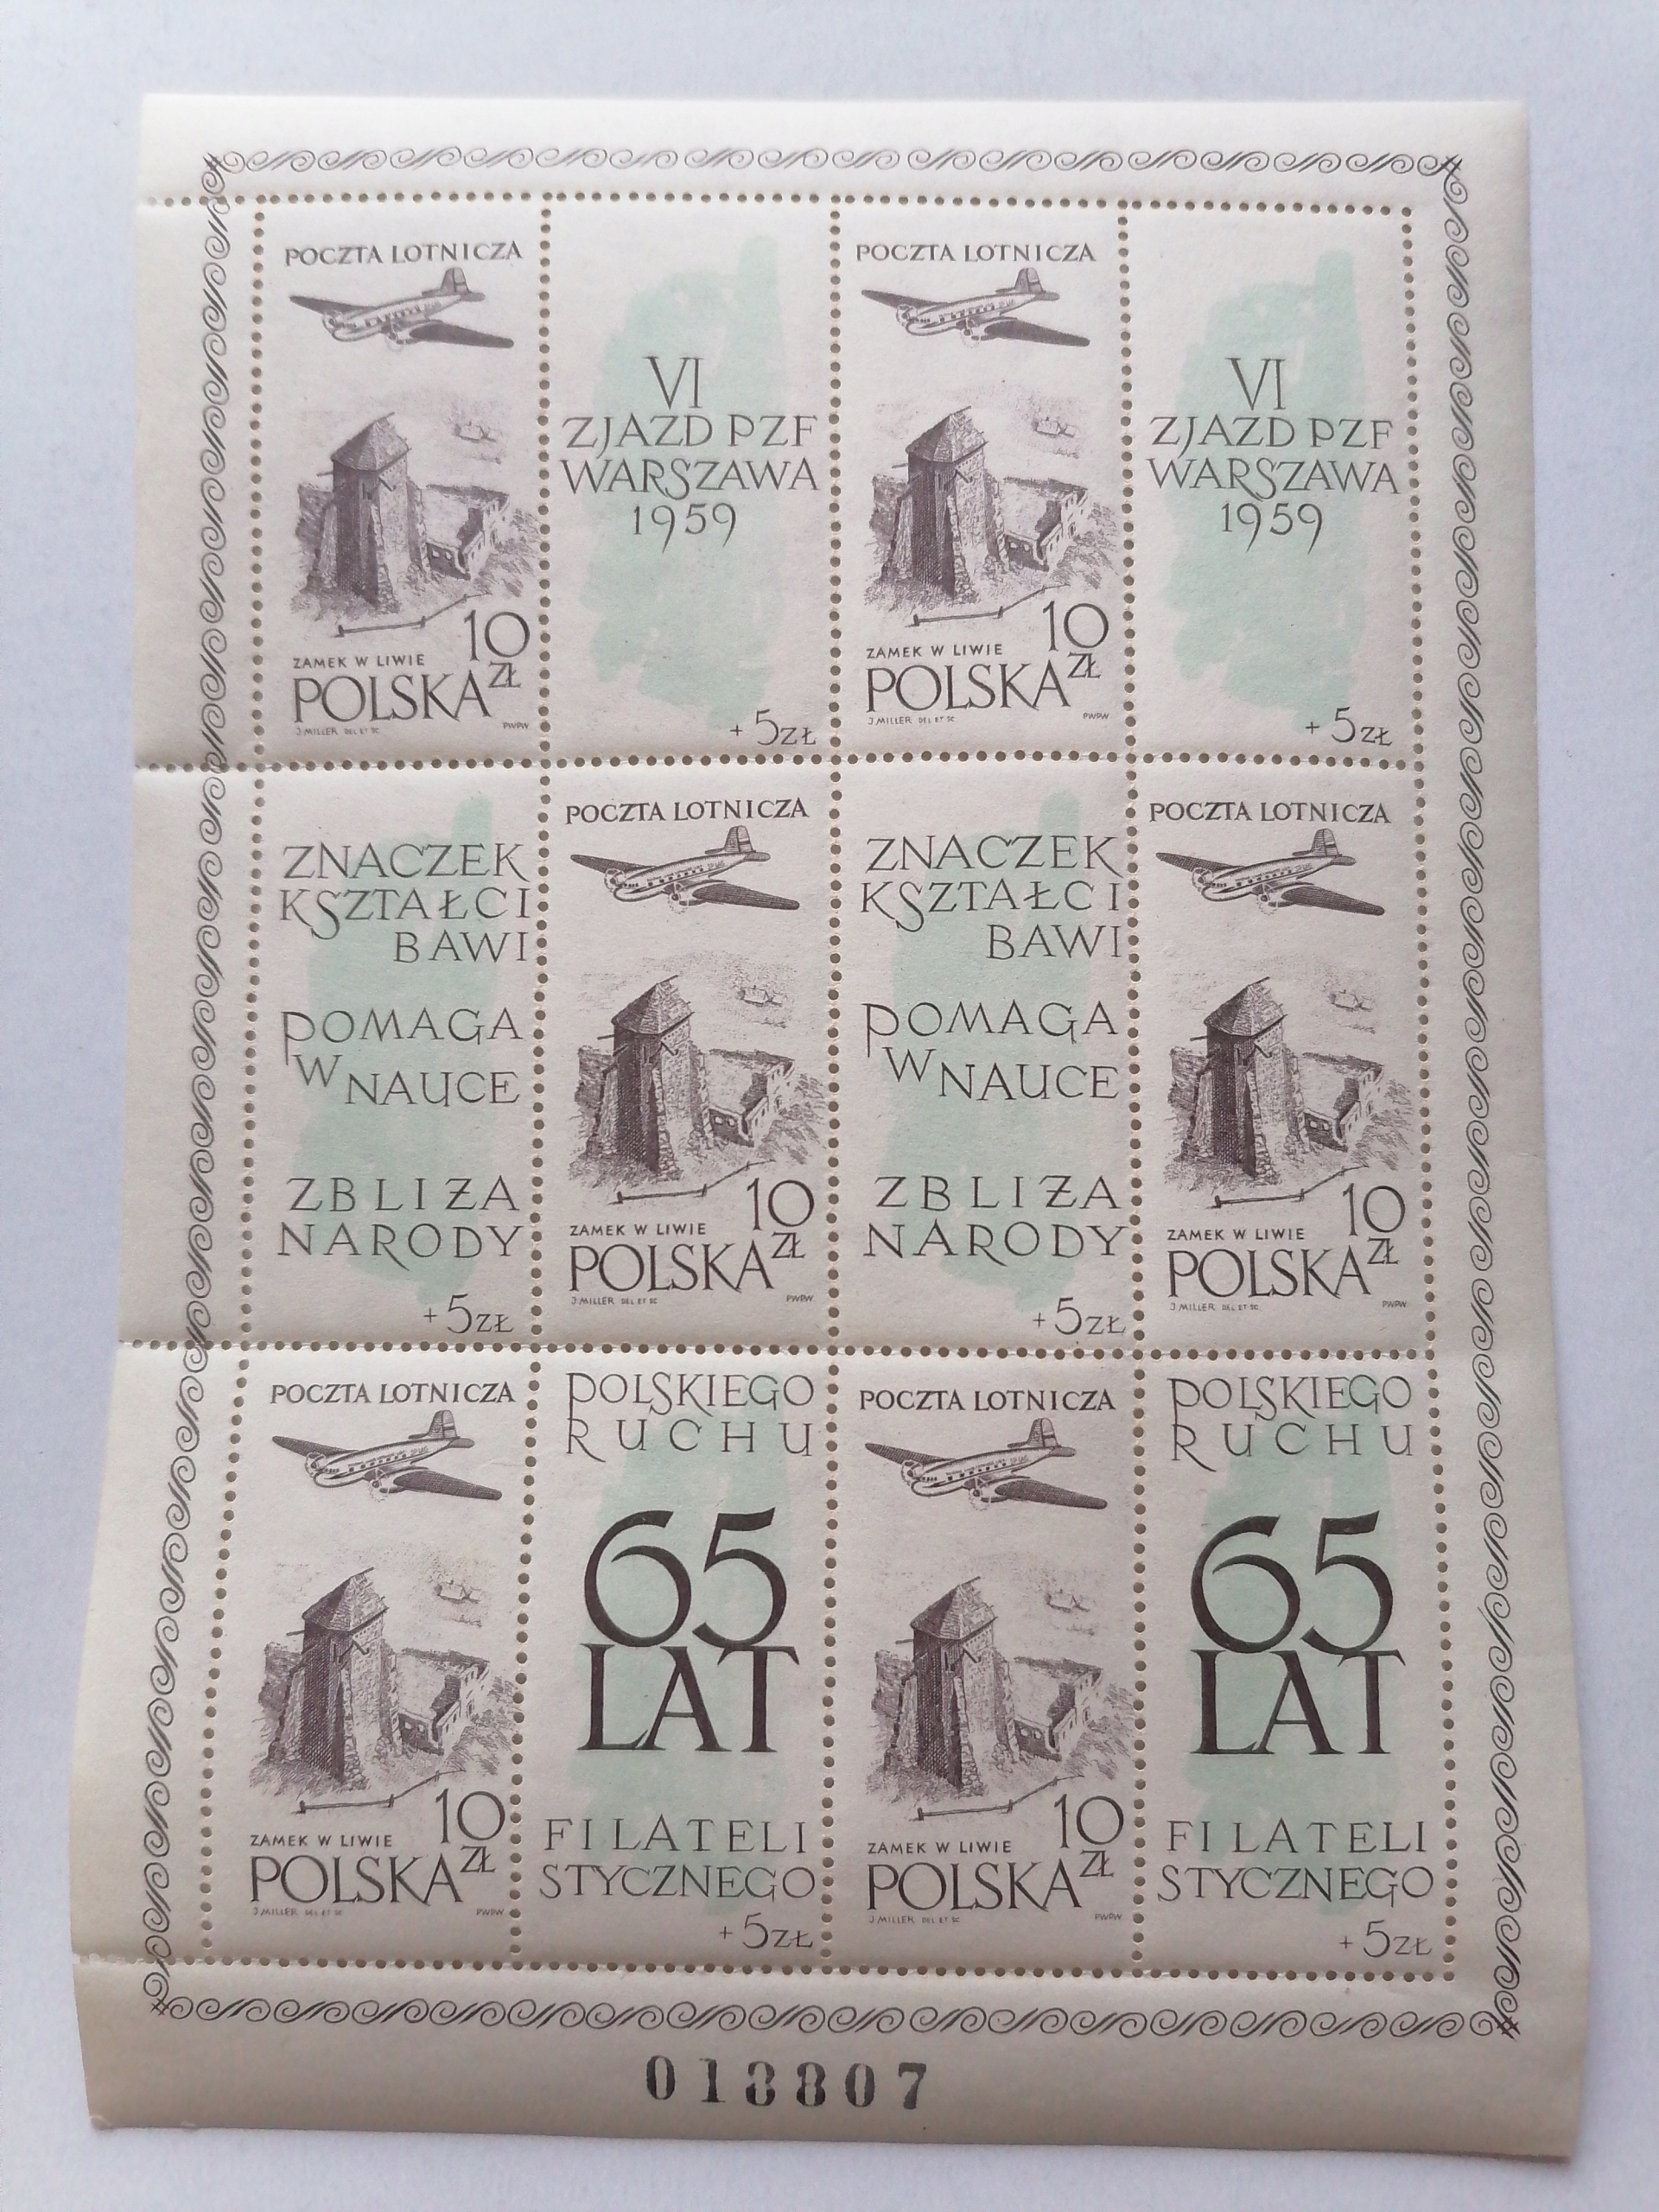 POCZTA LOTNICZA
10 ZŁ
ZAMEK W LIWIE
POLSKA
J.MILLER DEL ET SC
PWPW
VI
ZJAZD PZF
WARSZAWA
1959
+ 5 ZŁ
POCZTA LOTNICZA
10 ZŁ
ZAMEK W LIWIE
POLSKA
J.MILLER DEL ET SC
PWPW
VI
ZJAZD PZF
WARSZAWA
1959
+ 5 ZŁ
ZNACZEK
KSZTAŁCI
BAWI
POMAGA
W NAUCE
ZBLIŻA
NARODY
+ 5 ZŁ
POCZTA LOTNICZA
10 ZŁ
ZAMEK W LIWIE
POLSKA
J.MILLER DEL ET SC
PWPW
ZNACZEK
KSZTAŁCI
BAWI
POMAGA
W NAUCE
ZBLIŻA
NARODY
+ 5 ZŁ
POCZTA LOTNICZA
10 ZŁ
ZAMEK W LIWIE
POLSKA
J.MILLER DEL ET SC
PWPW
POCZTA LOTNICZA
10 ZŁ
ZAMEK W LIWIE
POLSKA
J.MILLER DEL ET SC
PWPW
POLSKIEGO
RUCHU
65
LAT
FILATELI
STYCZNEGO
+ 5 ZŁ
POCZTA LOTNICZA
10 ZŁ
ZAMEK W LIWIE
POLSKA
J.MILLER DEL ET SC
PWPW
POLSKIEGO
RUCHU
65
LAT
FILATELI
STYCZNEGO
+ 5 ZŁ
013807